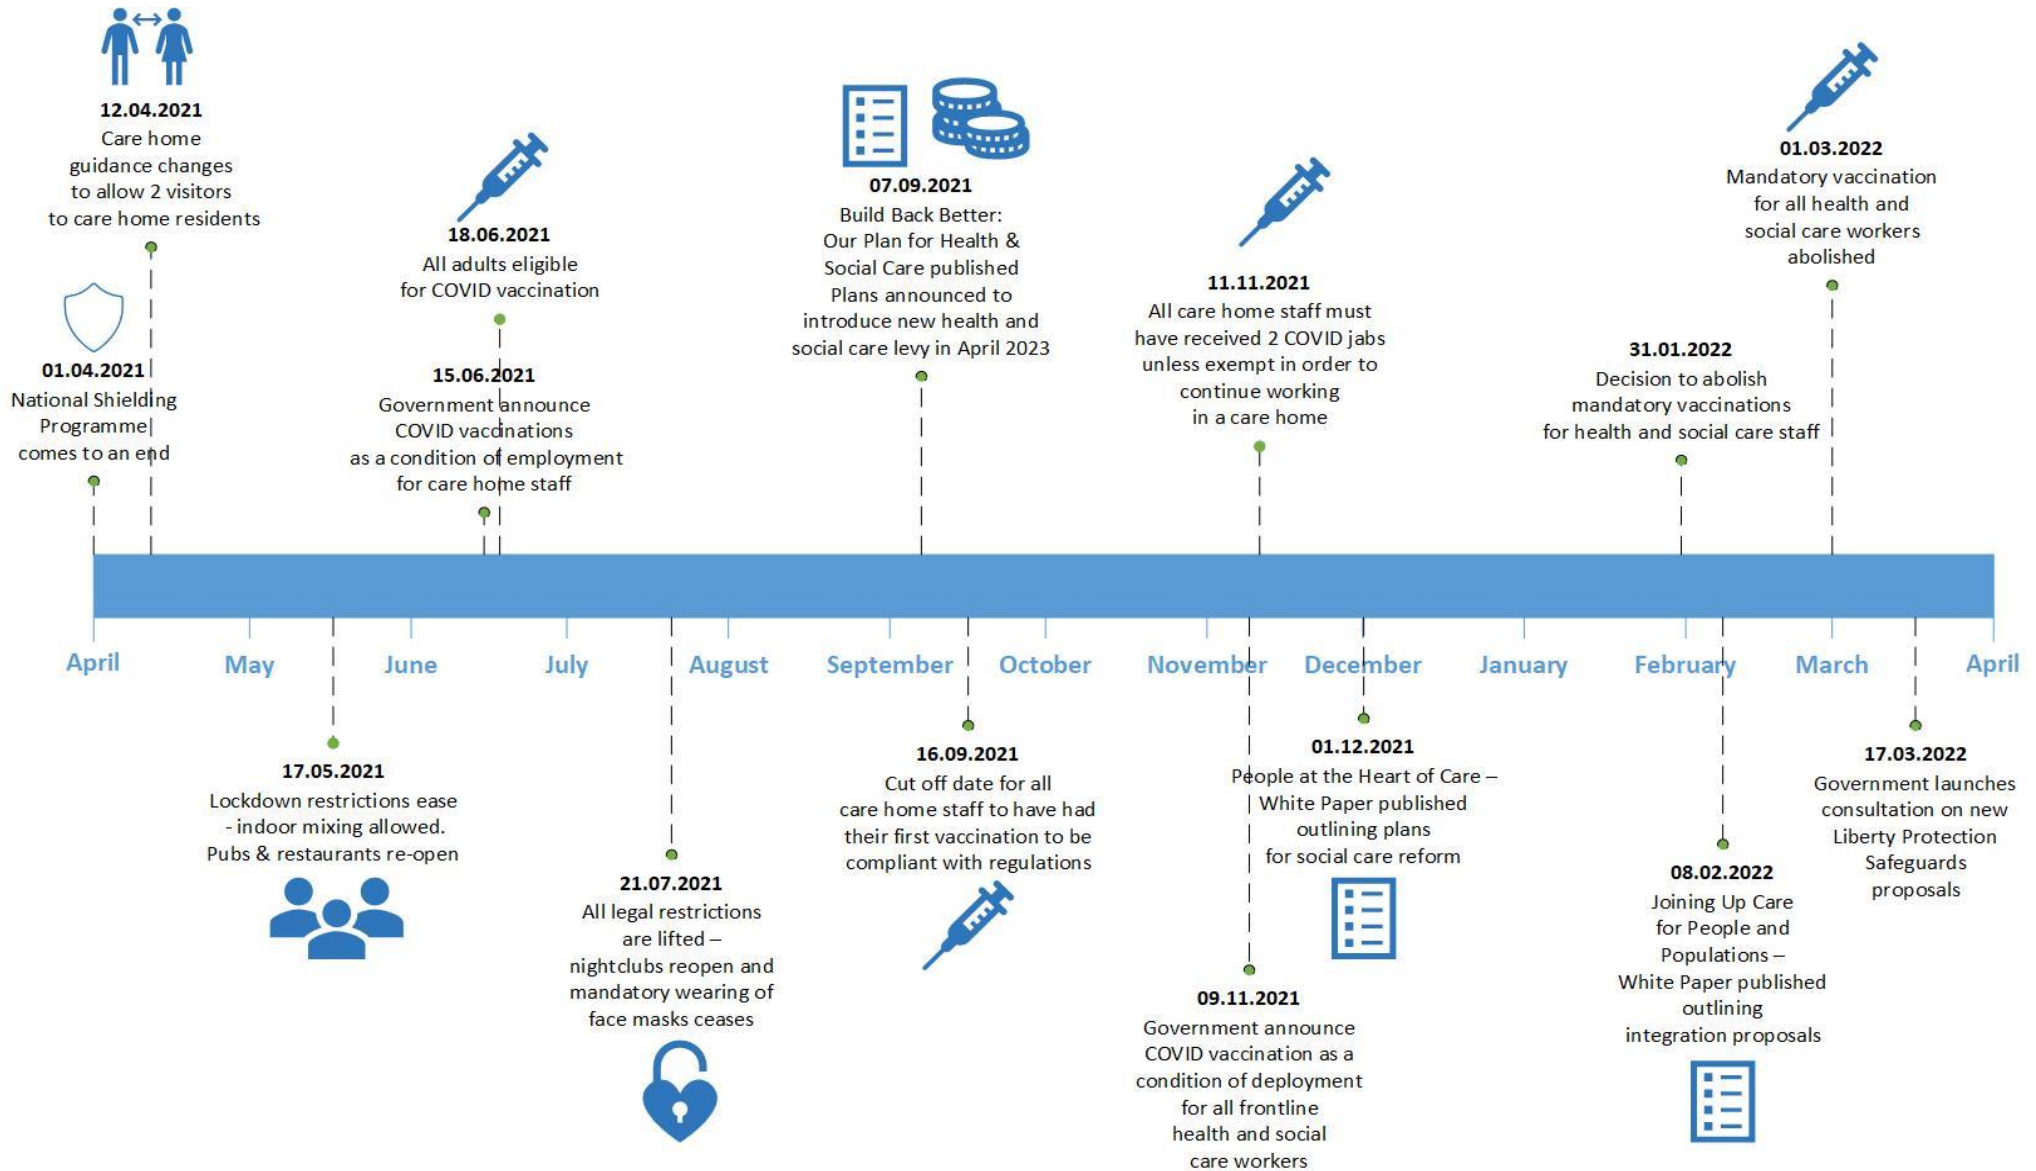 12.04.2021
Care home
guidance changes
to allow 2 visitors
to care home residents
01.04.2021
National Shielding
Programme
comes to an end
18.06.2021
All adults eligible
for COVID vaccination
15.06.2021
Government announce
COVID vaccinations
as a condition of employment
for care home staff
07.09.2021
Build Back Better:
Our Plan for Health &
Social Care published
Plans announced to
introduce new health and
social care levy in April 2023
11.11.2021
All care home staff must
have received 2 COVID jabs
unless exempt in order to
continue working
in a care home
31.01.2022
Decision to abolish
mandatory vaccinations
for health and social care staff
01.03.2022
Mandatory vaccination
for all health and
social care workers
abolished
April May June July August September October November December January February March April
17.05.2021
Lockdown restrictions ease
- indoor mixing allowed.
Pubs & restaurants re-open
21.07.2021
All legal restrictions
are lifted –
nightclubs reopen and
mandatory wearing of
face masks ceases
16.09.2021
Cut off date for all
care home staff to have had
their first vaccination to be
compliant with regulations
09.11.2021
Government announce
COVID vaccination as a
condition of deployment
for all frontline
health and social
care workers
01.12.2021
People at the Heart of Care –
White Paper published
outlining plans
for social care reform
08.02.2022
Joining Up Care
for People and
Populations –
White Paper published
outlining
integration proposals
17.03.2022
Government launches
consultation on new
Liberty Protection
Safeguards
proposals